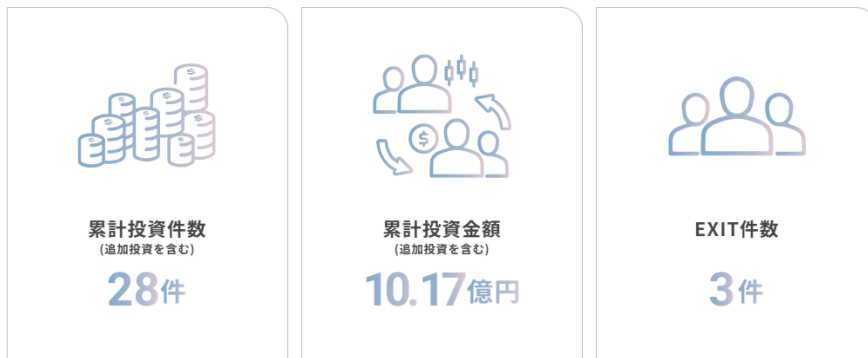 累計投資件数
(追加投資を含む)
28件
累計投資金額
(追加投資を含む)
10.17億円
EXIT件数
3件